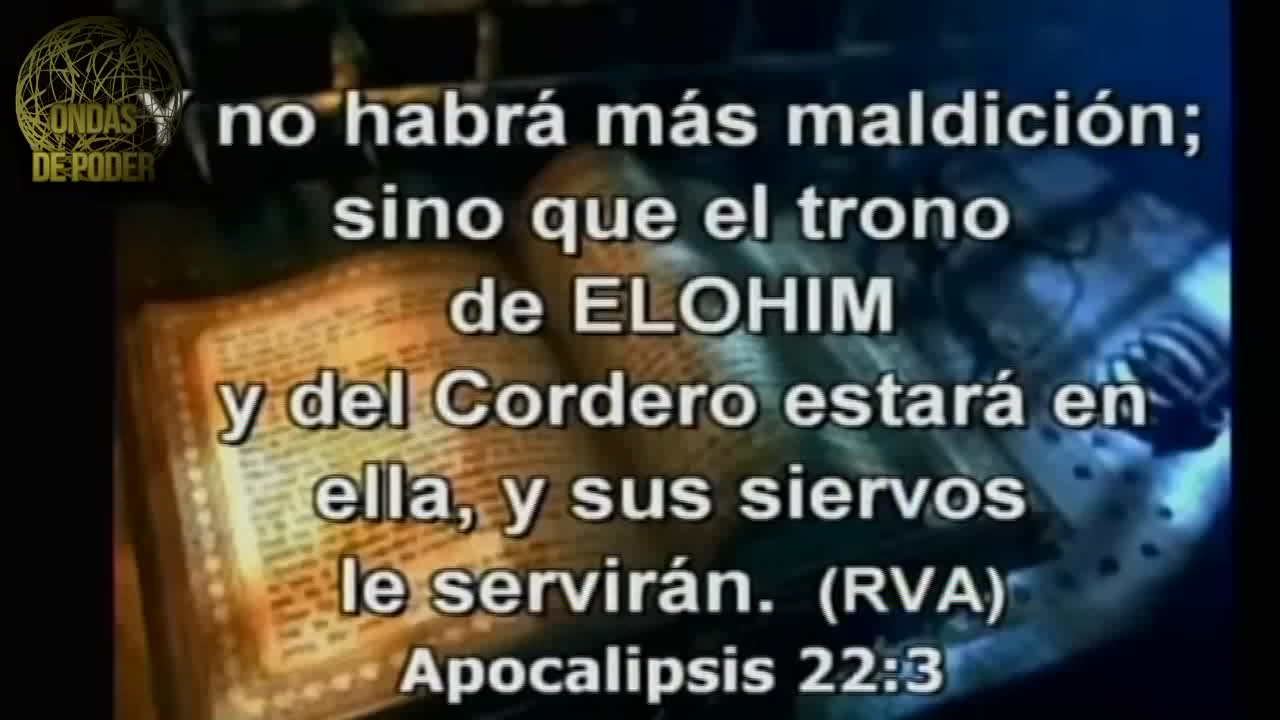 ONDAS
DE PODER
Y no habrá más maldición;
sino que el trono
de ELOHIM
y del Cordero estará en
ella, y sus siervos
le servirán. (RVA)
Apocalipsis 22:3